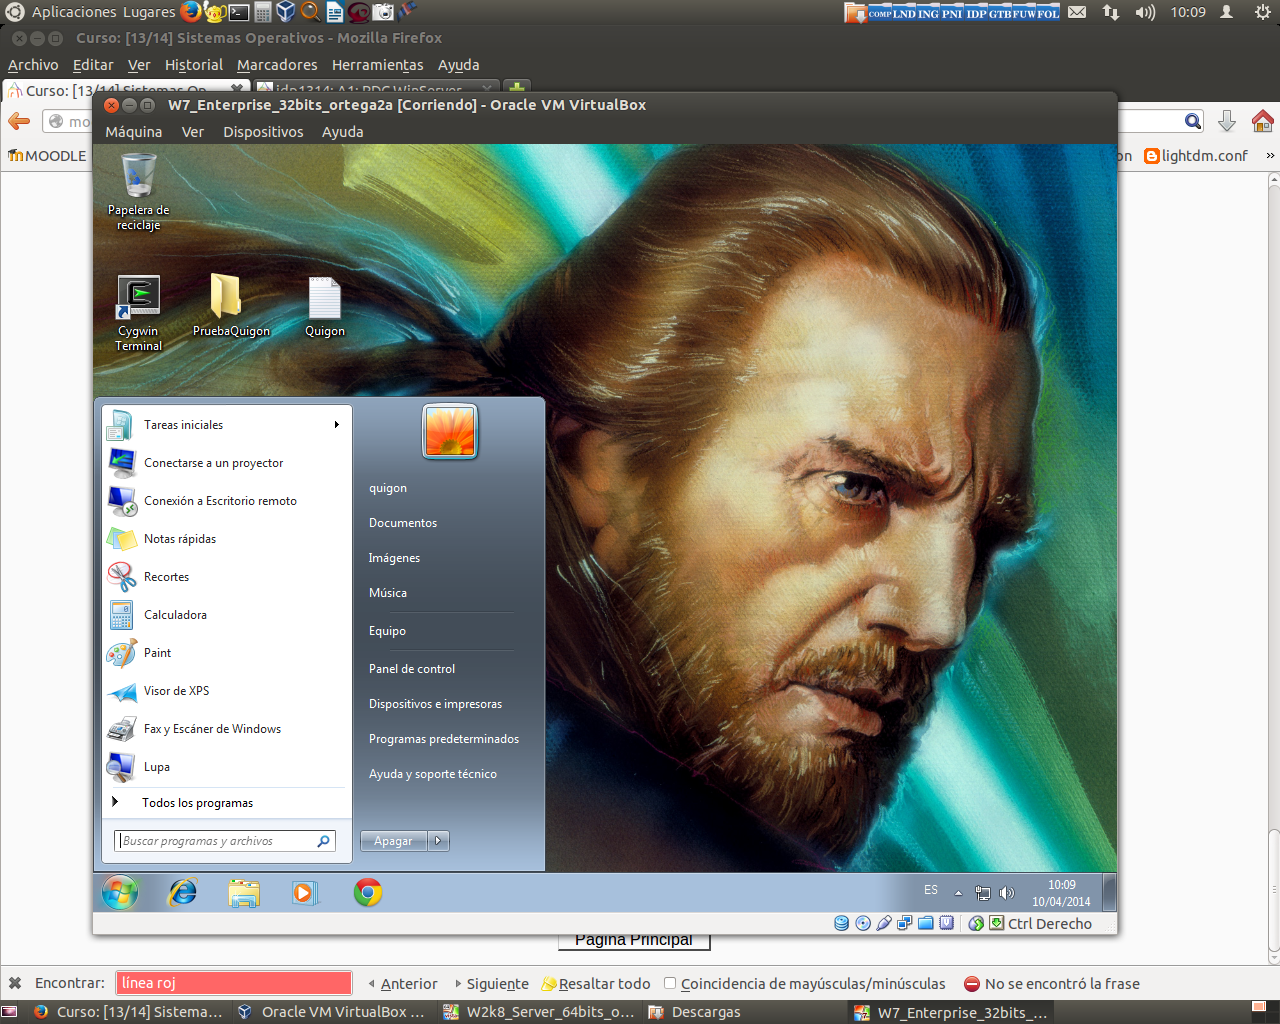 Aplicaciones Lugares
COMP LND ING PNI IDP GTB FUW FOL
10:09
Curso: [13/14] Sistemas Operativos - Mozilla Firefox
Archivo Editar Ver Historial Marcadores Herramientas Ayuda
Curso: [13/14] Sistemas Op
idp1314: A1: PDC WinServer
W7_Enterprise_32bits_ortega2a [Corriendo] - Oracle VM VirtualBox
mo
Máquina Ver Dispositivos Ayuda
MOODLE
on
lightdm.conf
»
Papelera de
reciclaje
Cygwin
Terminal
PruebaQuigon
Quigon
Tareas iniciales
Conectarse a un proyector
Conexión a Escritorio remoto
Notas rápidas
Recortes
Calculadora
Paint
Visor de XPS
Fax y Escáner de Windows
Lupa
Todos los programas
Buscar programas y archivos
quigon
Documentos
Imágenes
Música
Equipo
Panel de control
Dispositivos e impresoras
Programas predeterminados
Ayuda y soporte técnico
Apagar
ES
10:09
10/04/2014
Ctrl Derecho
Página Principal
Encontrar: línea roj Anterior Siguiente Resaltar todo Coincidencia de mayúsculas/minúsculas No se encontró la frase
Curso: [13/14] Sistema... Oracle VM VirtualBox ... W2k8_Server_64bits_o... Descargas W7_Enterprise_32bits_...